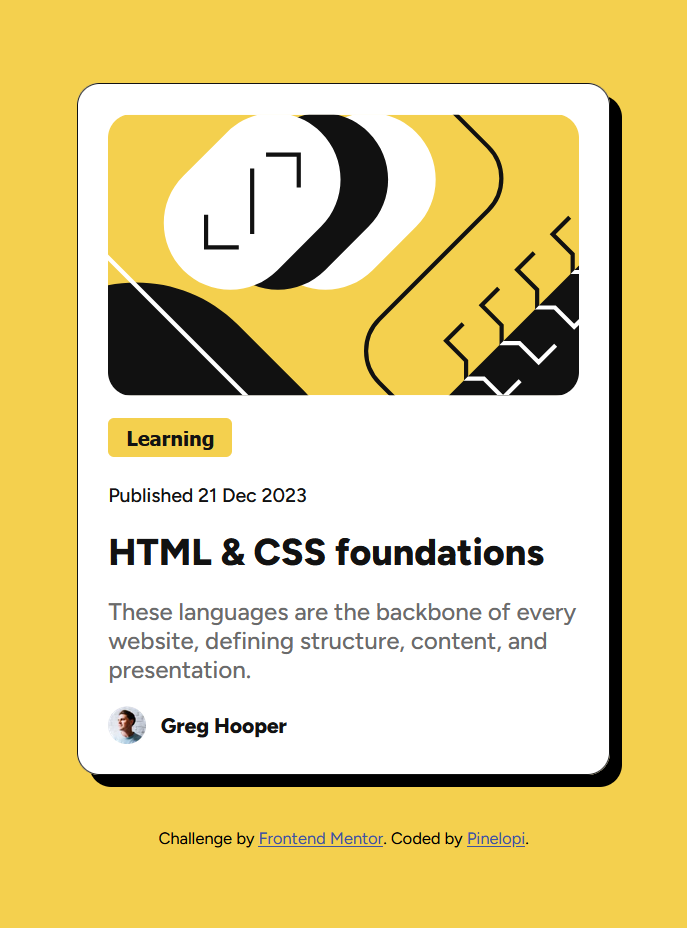 Learning
Published 21 Dec 2023
HTML & CSS foundations
These languages are the backbone of every
website, defining structure, content, and
presentation.
Greg Hooper
Challenge by Frontend Mentor. Coded by Pinelopi.